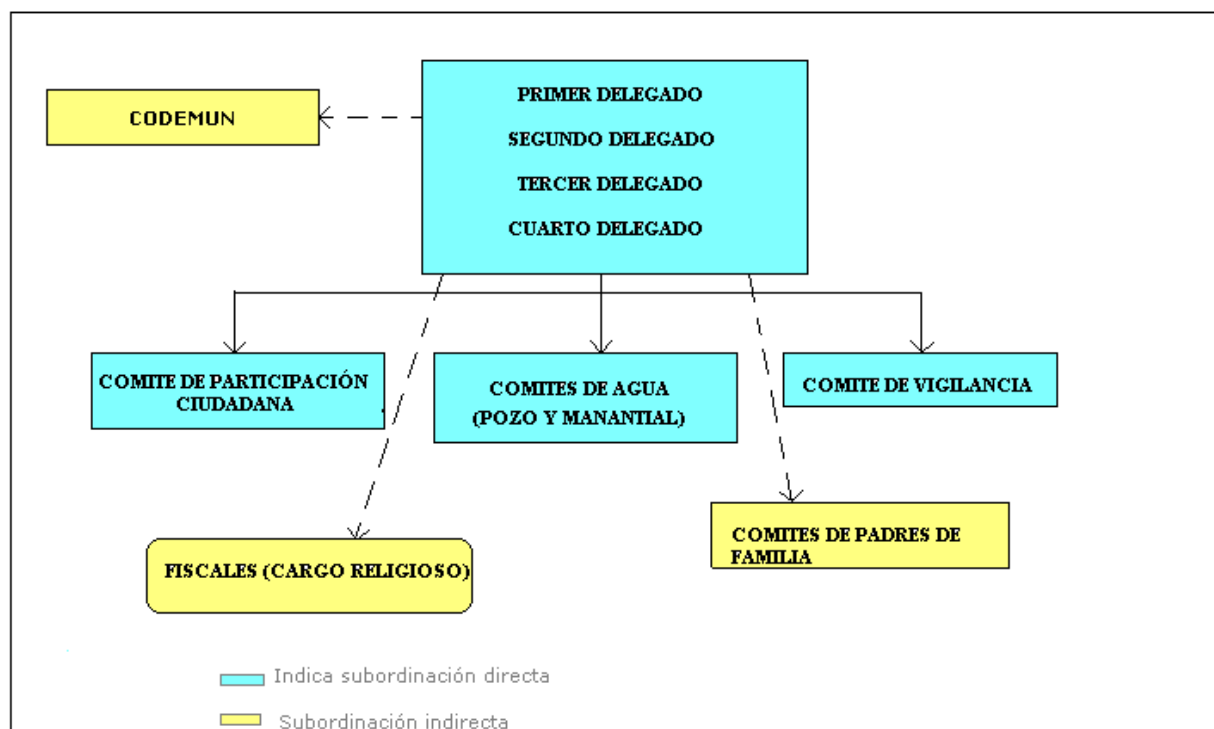 PRIMER DELEGADO
CODEMUN
SEGUNDO DELEGADO
TERCER DELEGADO
CUARTO DELEGADO
COMITE DE PARTICIPACIÓN
CIUDADANA
COMITES DE AGUA
(POZO Y MANANTIAL)
COMITE DE VIGILANCIA
COMITES DE PADRES DE
FAMILIA
FISCALES (CARGO RELIGIOSO)
Indica subordinación directa
Subordinación indirecta